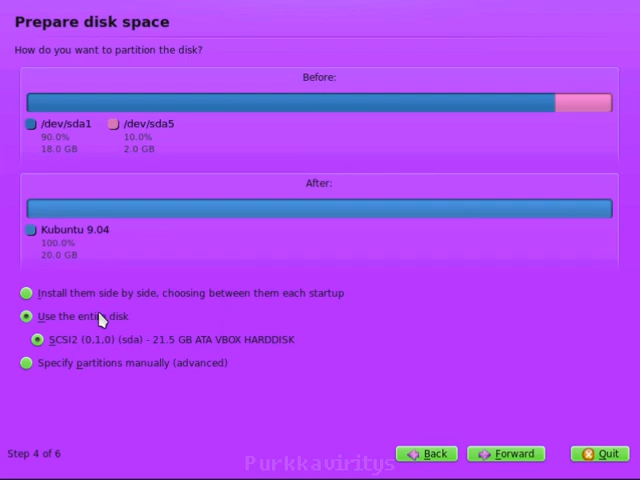 Prepare disk space
How do you want to partition the disk?
Before:
/dev/sda1 /dev/sda5
90.0% 10.0%
18.0 GB 2.0 GB
After:
Kubuntu 9.04
100.0%
20.0 GB
Install them side by side, choosing between them each startup
Use the entire disk
SCSI2 (0,1,0) (sda) - 21.5 GB ATA VBOX HARDDISK
Specify partitions manually (advanced)
Step 4 of 6 Back Forward Quit
Purkkaviritys